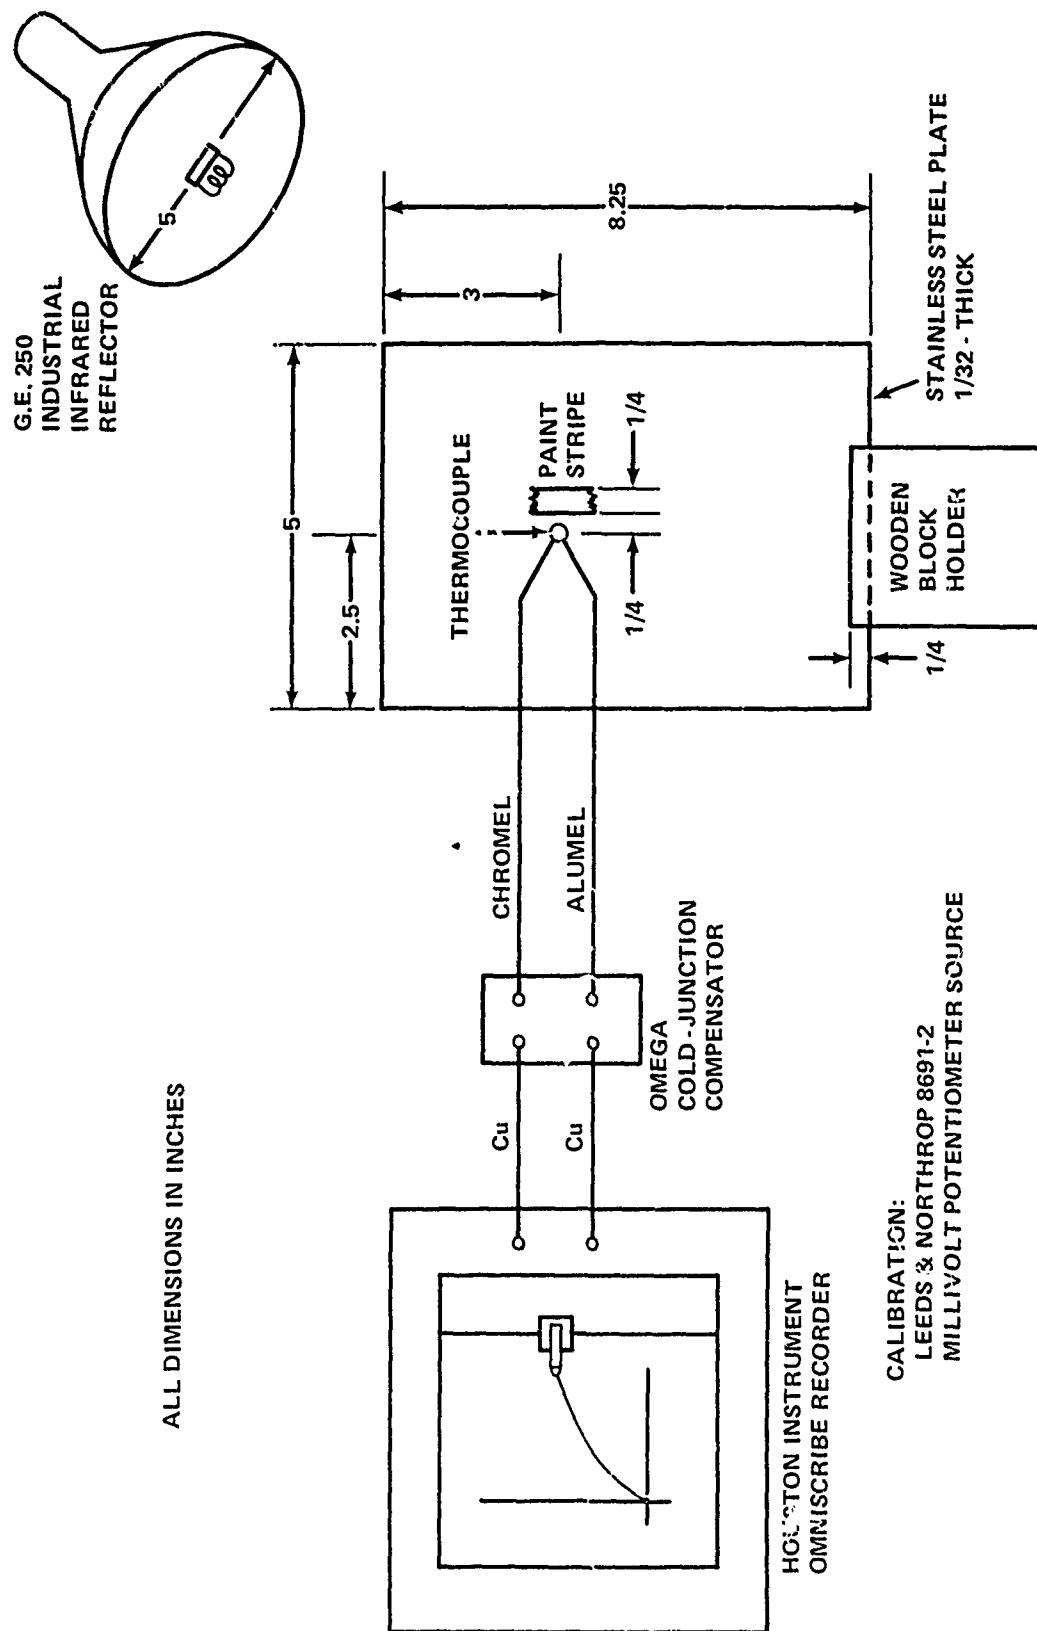 ALL DIMENSIONS IN INCHES
G.E. 250
INDUSTRIAL
INFRARED
REFLECTOR
5
5
2.5
3
8.25
THERMOCOUPLE
PAINT
STRIPE
1/4
1/4
CHROMEL
ALUMEL
Cu
Cu
OMEGA
COLD-JUNCTION
COMPENSATOR
WOODEN
BLOCK
HOLDER
1/4
STAINLESS STEEL PLATE
1/32 - THICK
INSTRUMENT
OMNISCRIBE RECORDER
CALIBRATION:
LEEDS & NORTHROP 8691-2
MILLIVOLT POTENTIOMETER SOURCE